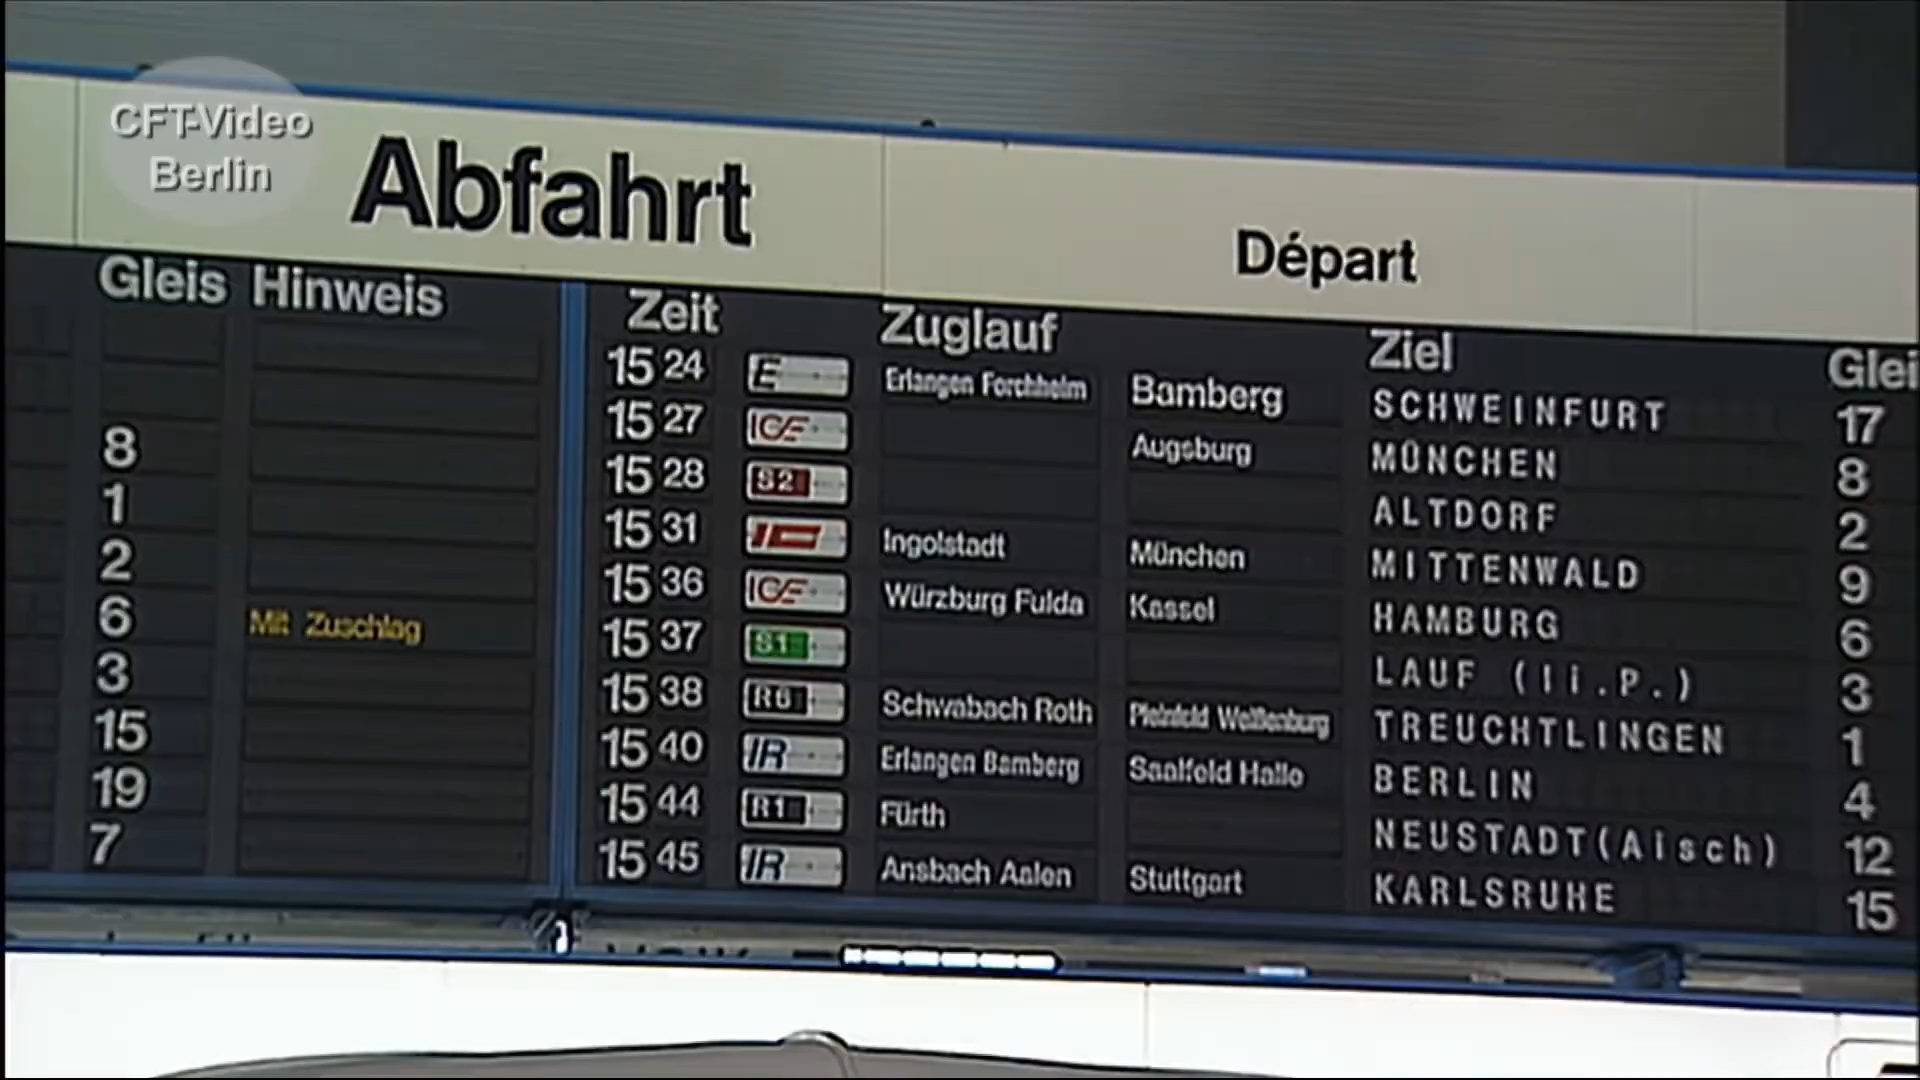 CFT-Video
Berlin
Abfahrt Départ
Gleis Hinweis
8
1
2
6 Mit Zuschlag
3
15
19
7
Zeit Zuglauf Ziel Glei
15 24 E Erlangen Forchheim Bamberg SCHWEINFURT 17
15 27 ICE Augsburg MÜNCHEN 8
15 28 S2 ALTDORF 2
15 31 IC Ingolstadt München MITTENWALD 9
15 36 ICE Würzburg Fulda Kassel HAMBURG 6
15 37 S1 LAUF (li.P.) 3
15 38 R6 Schwabach Roth Pleinfeld Weißenburg TREUCHTLINGEN 1
15 40 IR Erlangen Bamberg Saalfeld Halle BERLIN 4
15 44 R1 Fürth NEUSTADT(Aisch) 12
15 45 IR Ansbach Aalen Stuttgart KARLSRUHE 15